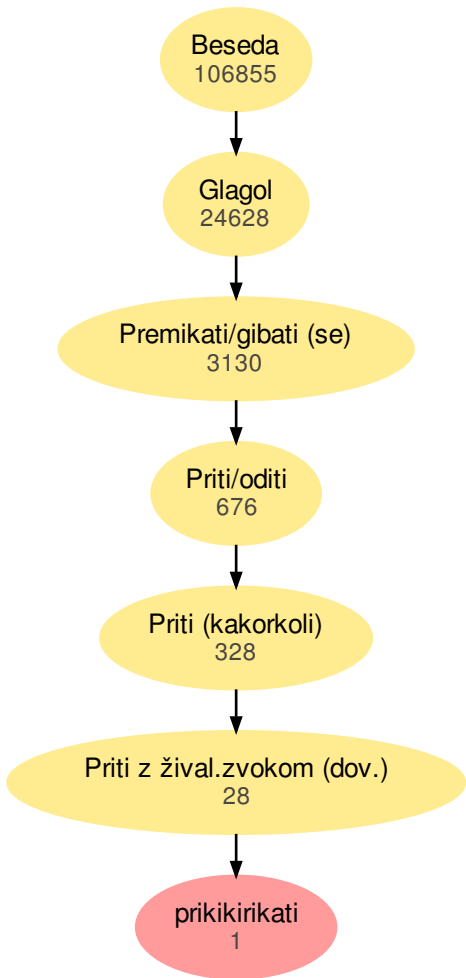 Beseda
106855
Glagol
24628
Premikati/gibati (se)
3130
Priti/oditi
676
Priti (kakorkoli)
328
Priti z žival.zvokom (dov.)
28
prikikirikati
1